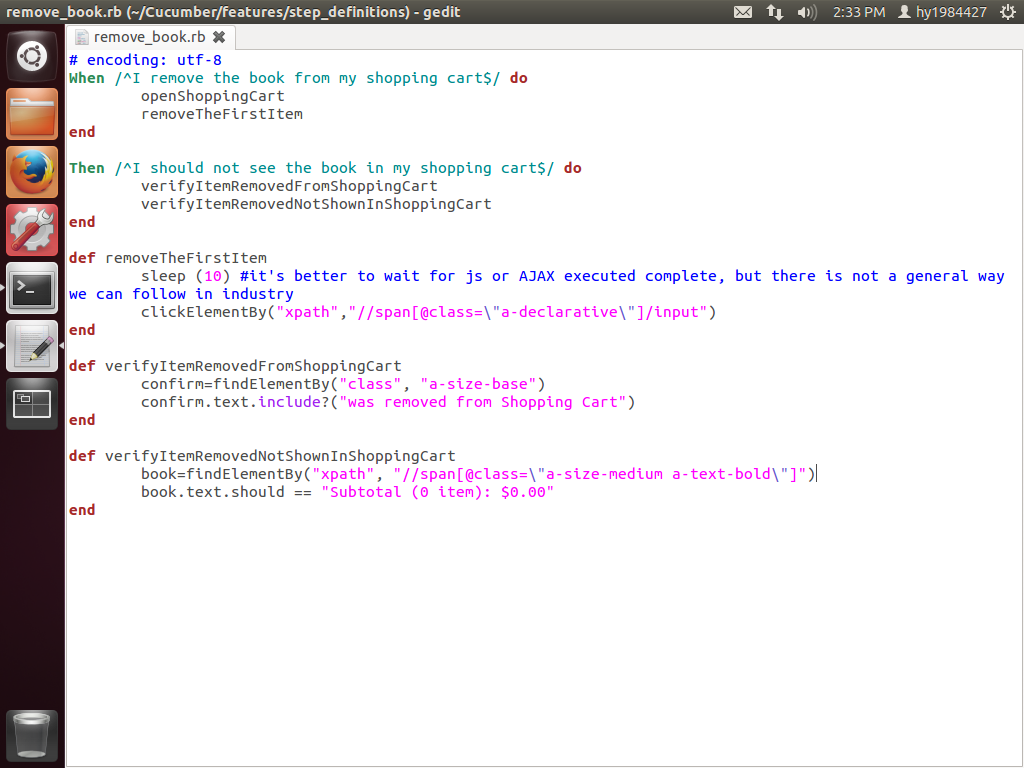 remove_book.rb (~/Cucumber/features/step_definitions) - gedit
2:33 PM hy1984427
remove_book.rb
# encoding: utf-8
When /^I remove the book from my shopping cart$/ do
openShoppingCart
removeTheFirstItem
end
Then /^I should not see the book in my shopping cart$/ do
verifyItemRemovedFromShoppingCart
verifyItemRemovedNotShownInShoppingCart
end
def removeTheFirstItem
sleep (10) #it's better to wait for js or AJAX executed complete, but there is not a general way
we can follow in industry
clickElementBy("xpath","//span[@class=\"a-declarative\"]/input")
end
def verifyItemRemovedFromShoppingCart
confirm=findElementBy("class", "a-size-base")
confirm.text.include?("was removed from Shopping Cart")
end
def verifyItemRemovedNotShownInShoppingCart
book=findElementBy("xpath", "//span[@class=\"a-size-medium a-text-bold\"]")
book.text.should == "Subtotal (0 item): $0.00"
end